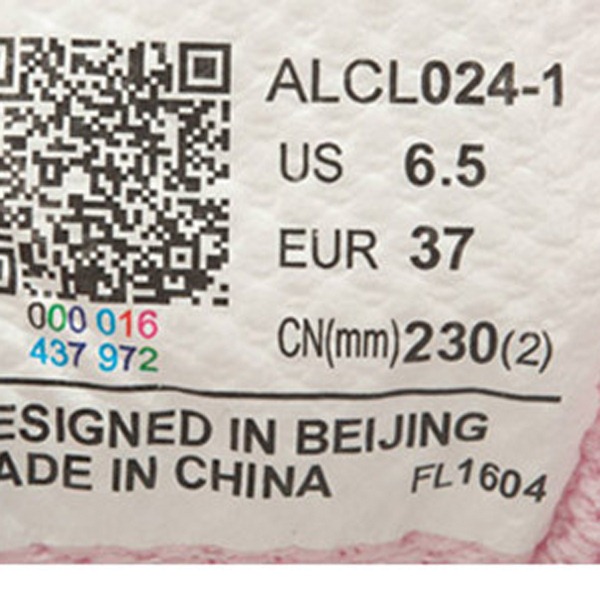 ALCL024-1
US 6.5
EUR 37
CN(mm)230(2)
000 016
437 972
ESIGNED IN BEIJING
ADE IN CHINA FL1604